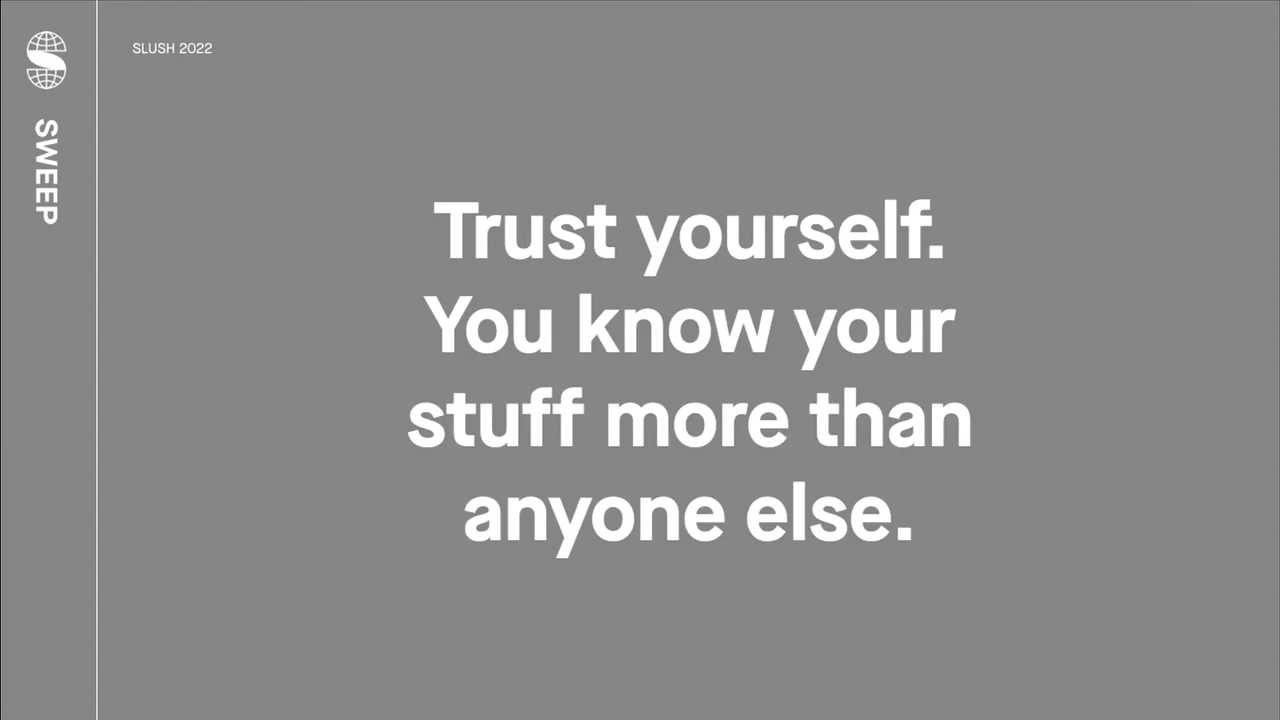 SWEEP
SLUSH 2022
Trust yourself.
You know your
stuff more than
anyone else.